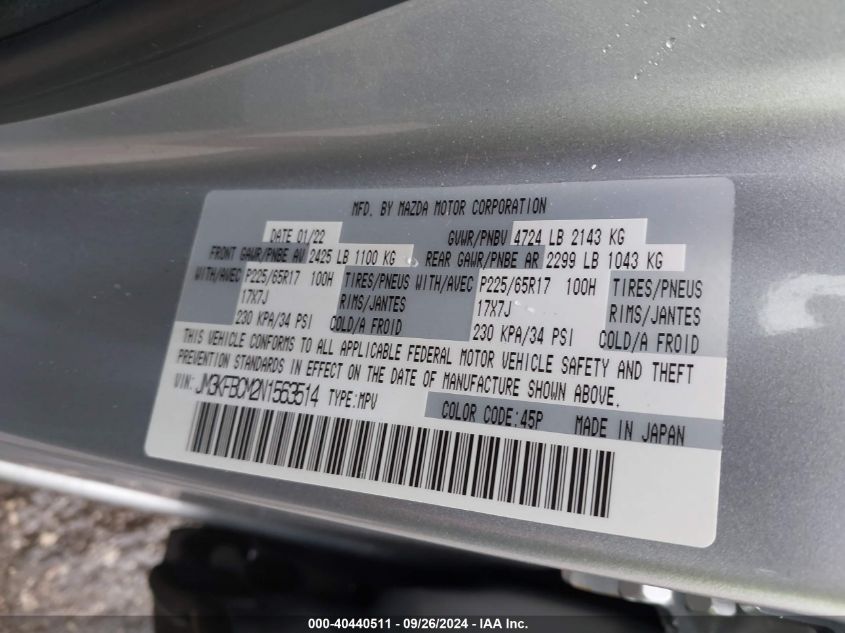 MFD. BY MAZDA MOTOR CORPORATION
DATE 01/22 GVWR/PNBV 4724 LB 2143 KG
FRONT GAWR/PNBE AV 2425 LB 1100 KG REAR GAWR/PNBE AR 2299 LB 1043 KG
WITH/AVEC P225/65R17 100H TIRES/PNEUS WITH/AVEC P225/65R17 100H TIRES/PNEUS
17X7J RIMS/JANTES 17X7J RIMS/JANTES
230 KPA/34 PSI COLD/A FROID 230 KPA/34 PSI COLD/A FROID
THIS VEHICLE CONFORMS TO ALL APPLICABLE FEDERAL MOTOR VEHICLE SAFETY AND THEFT
PREVENTION STANDARDS IN EFFECT ON THE DATE OF MANUFACTURE SHOWN ABOVE.
VIN: JM3KFBCM2N1563514 TYPE:MPV
COLOR CODE:45P MADE IN JAPAN
000-40440511 - 09/26/2024 - IAA Inc.